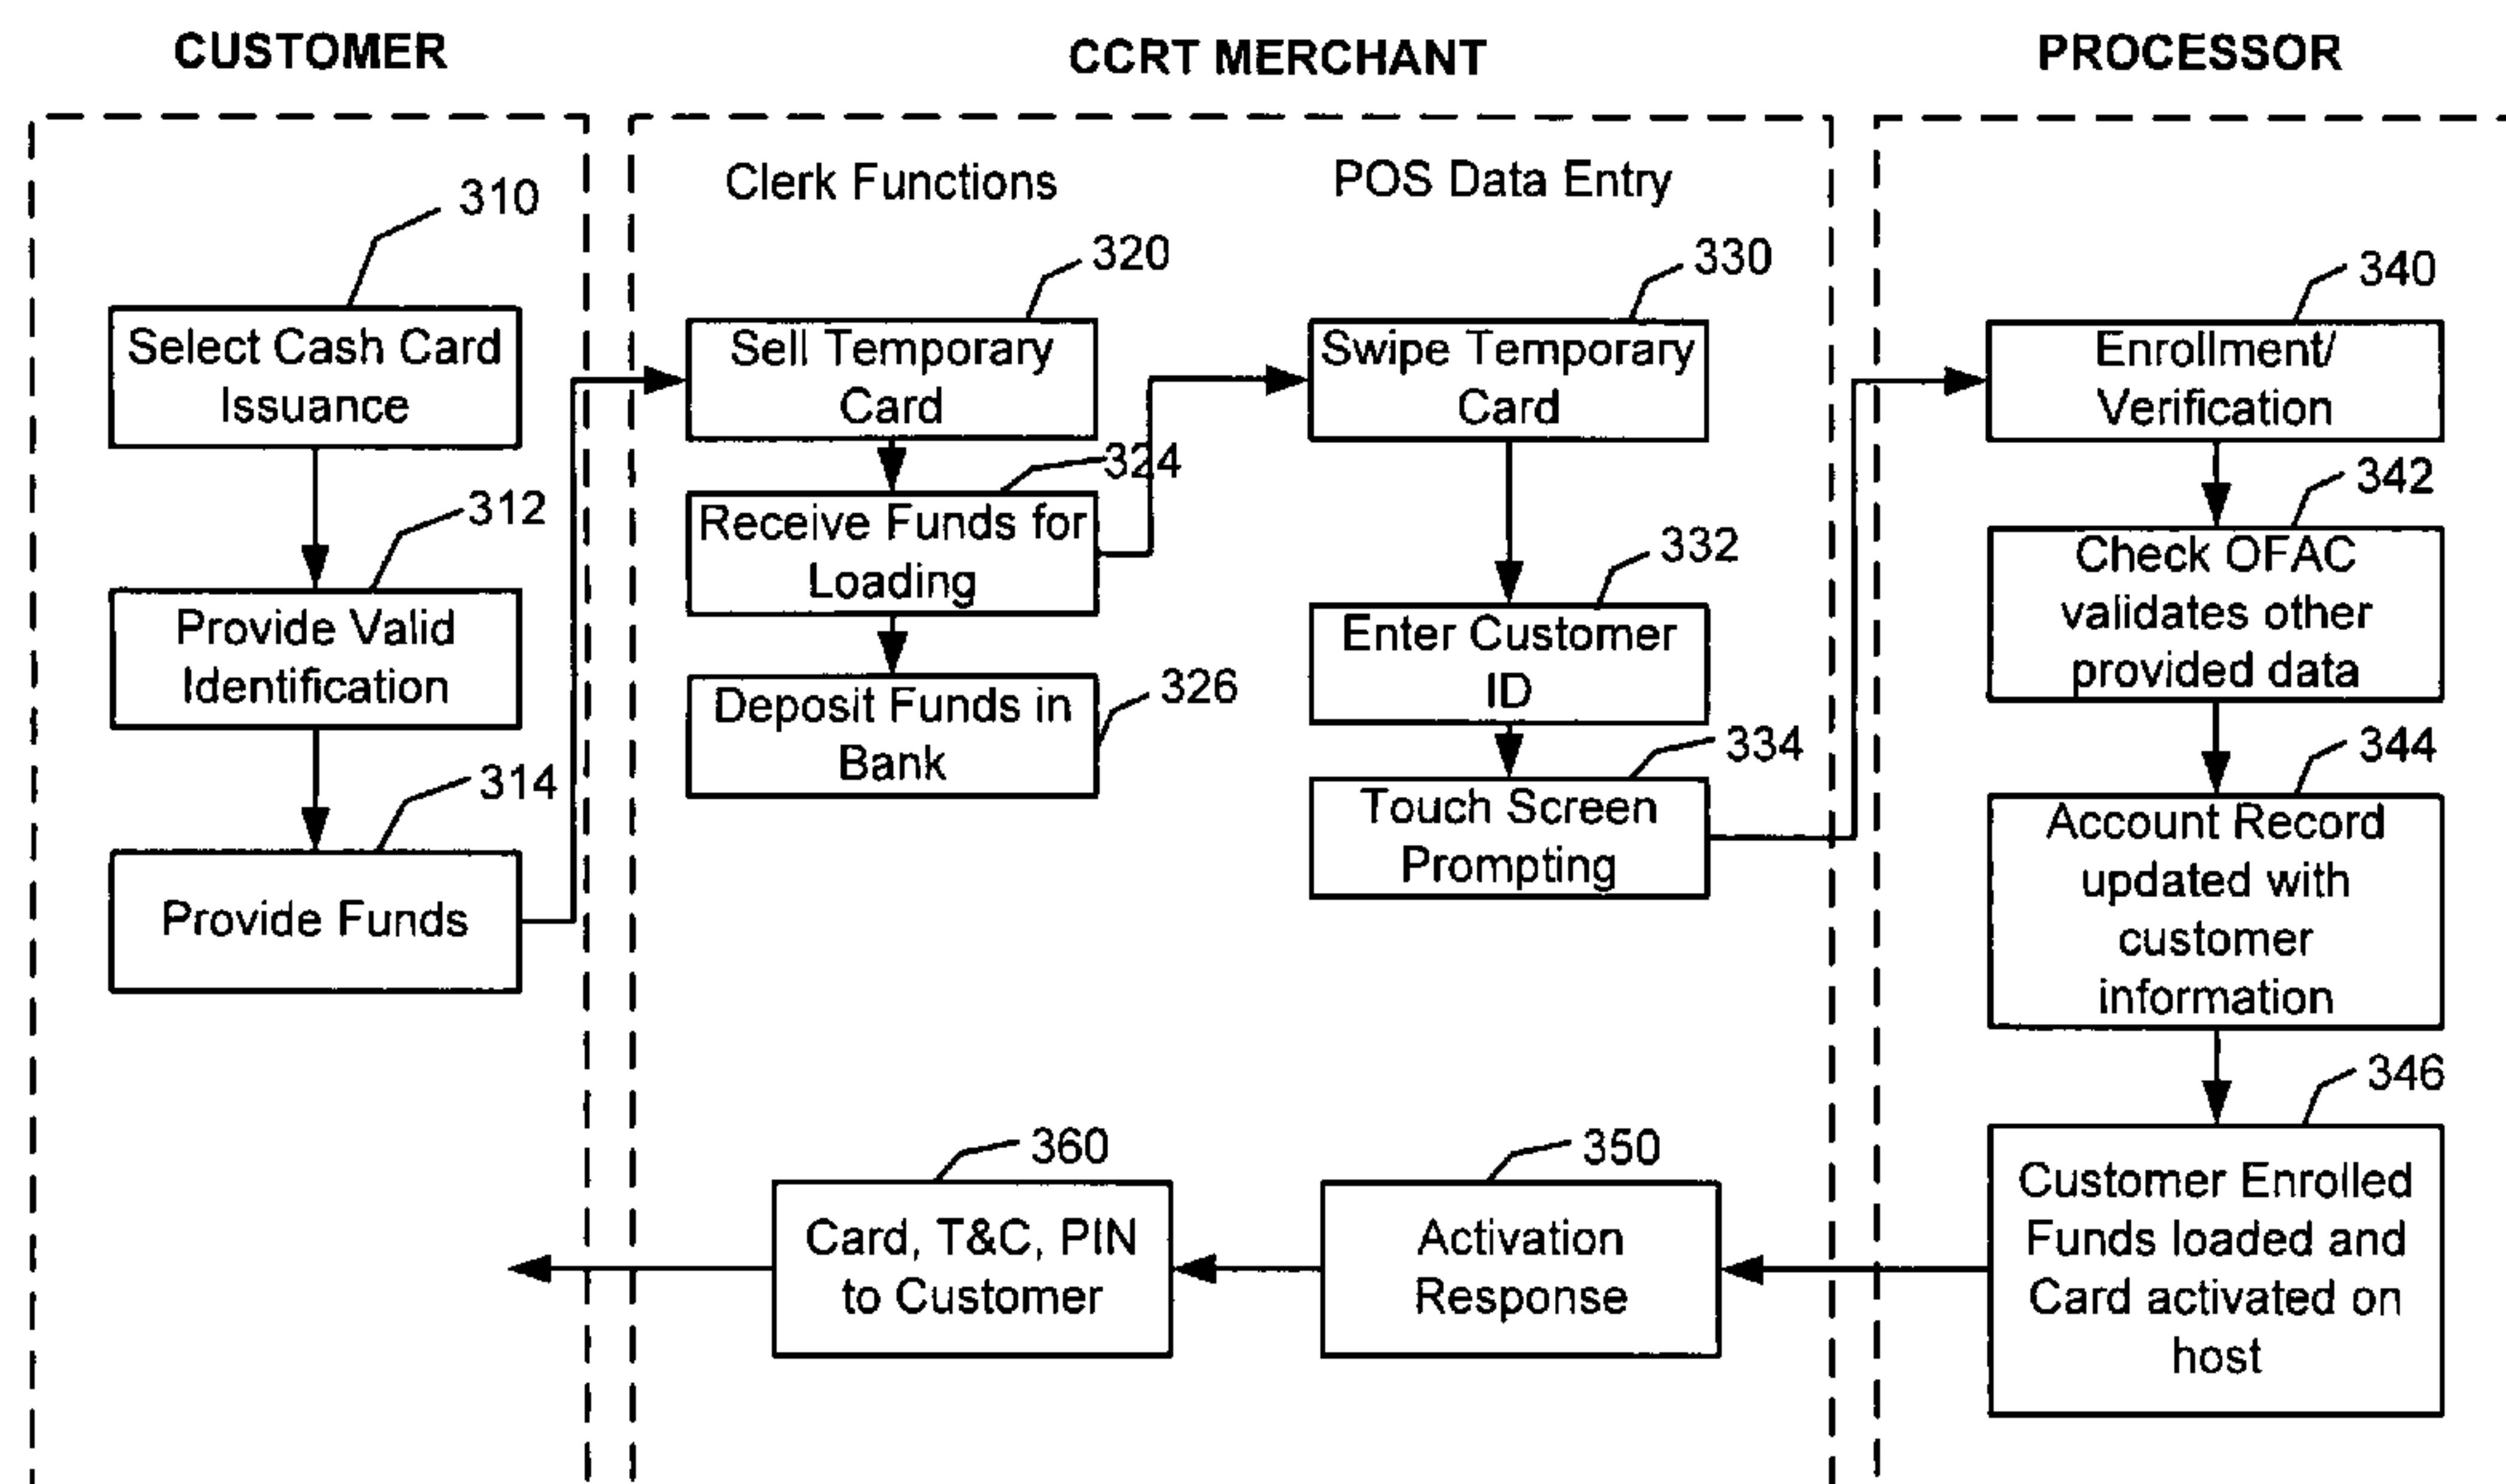 CUSTOMER
CCRT MERCHANT
PROCESSOR
Clerk Functions
POS Data Entry
310
Select Cash Card
Issuance
312
Provide Valid
Identification
314
Provide Funds
320
Sell Temporary
Card
324
Receive Funds for
Loading
326
Deposit Funds in
Bank
330
Swipe Temporary
Card
332
Enter Customer
ID
334
Touch Screen
Prompting
340
Enrollment/
Verification
342
Check OFAC
validates other
provided data
344
Account Record
updated with
customer
information
346
Customer Enrolled
Funds loaded and
Card activated on
host
350
Activation
Response
360
Card, T&C, PIN
to Customer